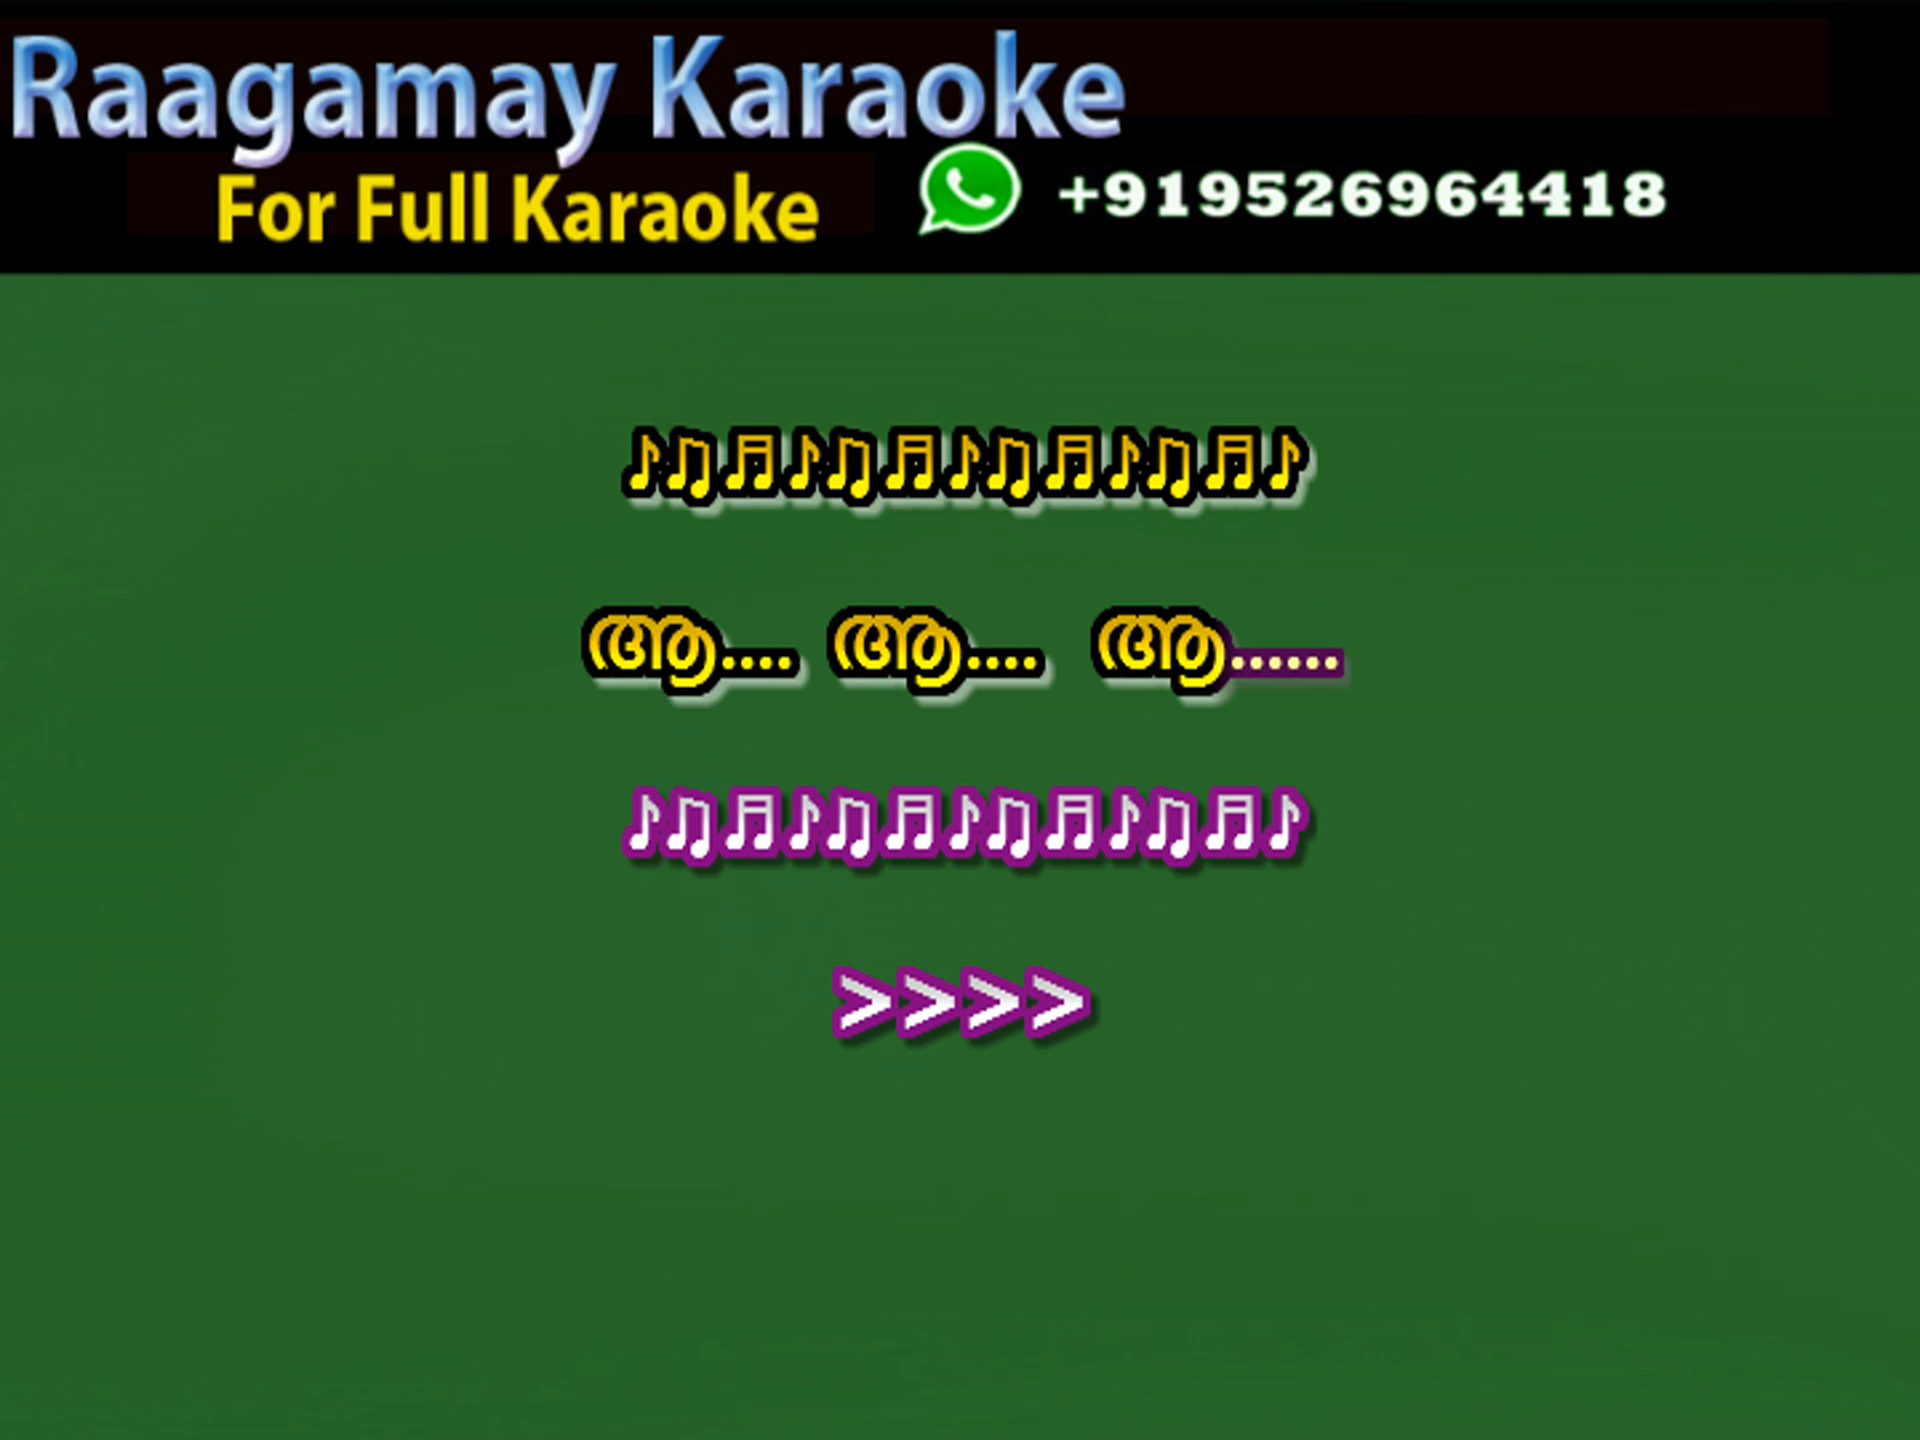 Raagamay Karaoke
For Full Karaoke +919526964418
♪♫♬♪♫♬♪♫♬♪♫♬♪
ആ.... ആ.... ആ......
♪♫♬♪♫♬♪♫♬♪♫♬♪
>>>>